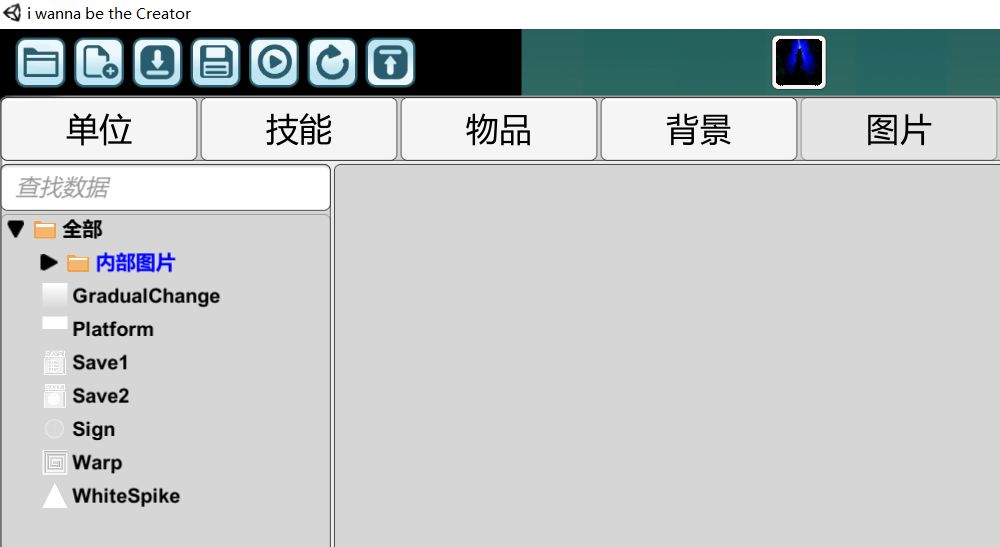 i wanna be the Creator
单位 技能 物品 背景 图片
查找数据
全部
内部图片
GradualChange
Platform
Save1
Save2
Sign
Warp
WhiteSpike